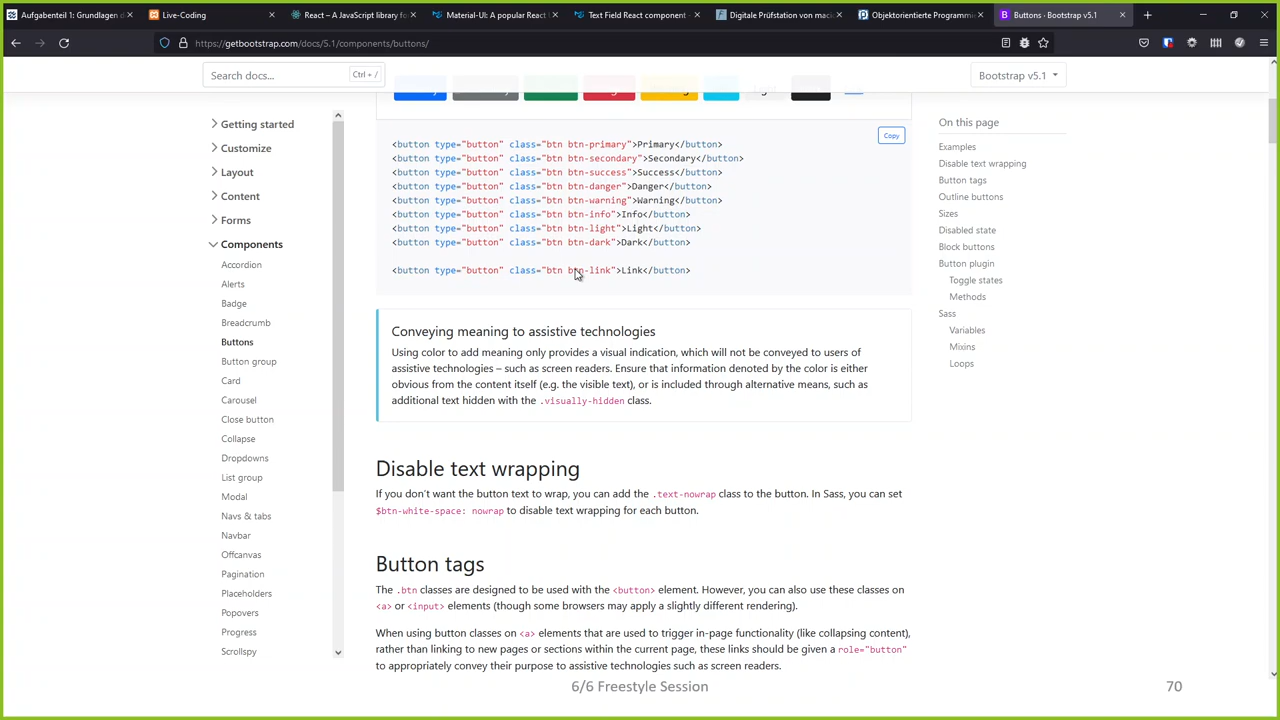 Aufgabenteil 1: Grundlagen d
Live-Coding
React – A JavaScript library fo
Material-UI: A popular React
Text Field React component -
Digitale Prüfstation von maci
Objektorientierte Programmie
Buttons · Bootstrap v5.1
https://getbootstrap.com/docs/5.1/components/buttons/
Search docs...
Ctrl + /
Bootstrap v5.1
Getting started
Customize
Layout
Content
Forms
Components
Accordion
Alerts
Badge
Breadcrumb
Buttons
Button group
Card
Carousel
Close button
Collapse
Dropdowns
List group
Modal
Navs & tabs
Navbar
Offcanvas
Pagination
Placeholders
Popovers
Progress
Scrollspy
Copy
<button type="button" class="btn btn-primary">Primary</button>
<button type="button" class="btn btn-secondary">Secondary</button>
<button type="button" class="btn btn-success">Success</button>
<button type="button" class="btn btn-danger">Danger</button>
<button type="button" class="btn btn-warning">Warning</button>
<button type="button" class="btn btn-info">Info</button>
<button type="button" class="btn btn-light">Light</button>
<button type="button" class="btn btn-dark">Dark</button>
<button type="button" class="btn btn-link">Link</button>
Conveying meaning to assistive technologies
Using color to add meaning only provides a visual indication, which will not be conveyed to users of
assistive technologies – such as screen readers. Ensure that information denoted by the color is either
obvious from the content itself (e.g. the visible text), or is included through alternative means, such as
additional text hidden with the .visually-hidden class.
Disable text wrapping
If you don't want the button text to wrap, you can add the .text-nowrap class to the button. In Sass, you can set
$btn-white-space: nowrap to disable text wrapping for each button.
Button tags
The .btn classes are designed to be used with the <button> element. However, you can also use these classes on
<a> or <input> elements (though some browsers may apply a slightly different rendering).
When using button classes on <a> elements that are used to trigger in-page functionality (like collapsing content),
rather than linking to new pages or sections within the current page, these links should be given a role="button"
to appropriately convey their purpose to assistive technologies such as screen readers.
On this page
Examples
Disable text wrapping
Button tags
Outline buttons
Sizes
Disabled state
Block buttons
Button plugin
Toggle states
Methods
Sass
Variables
Mixins
Loops
6/6 Freestyle Session
70